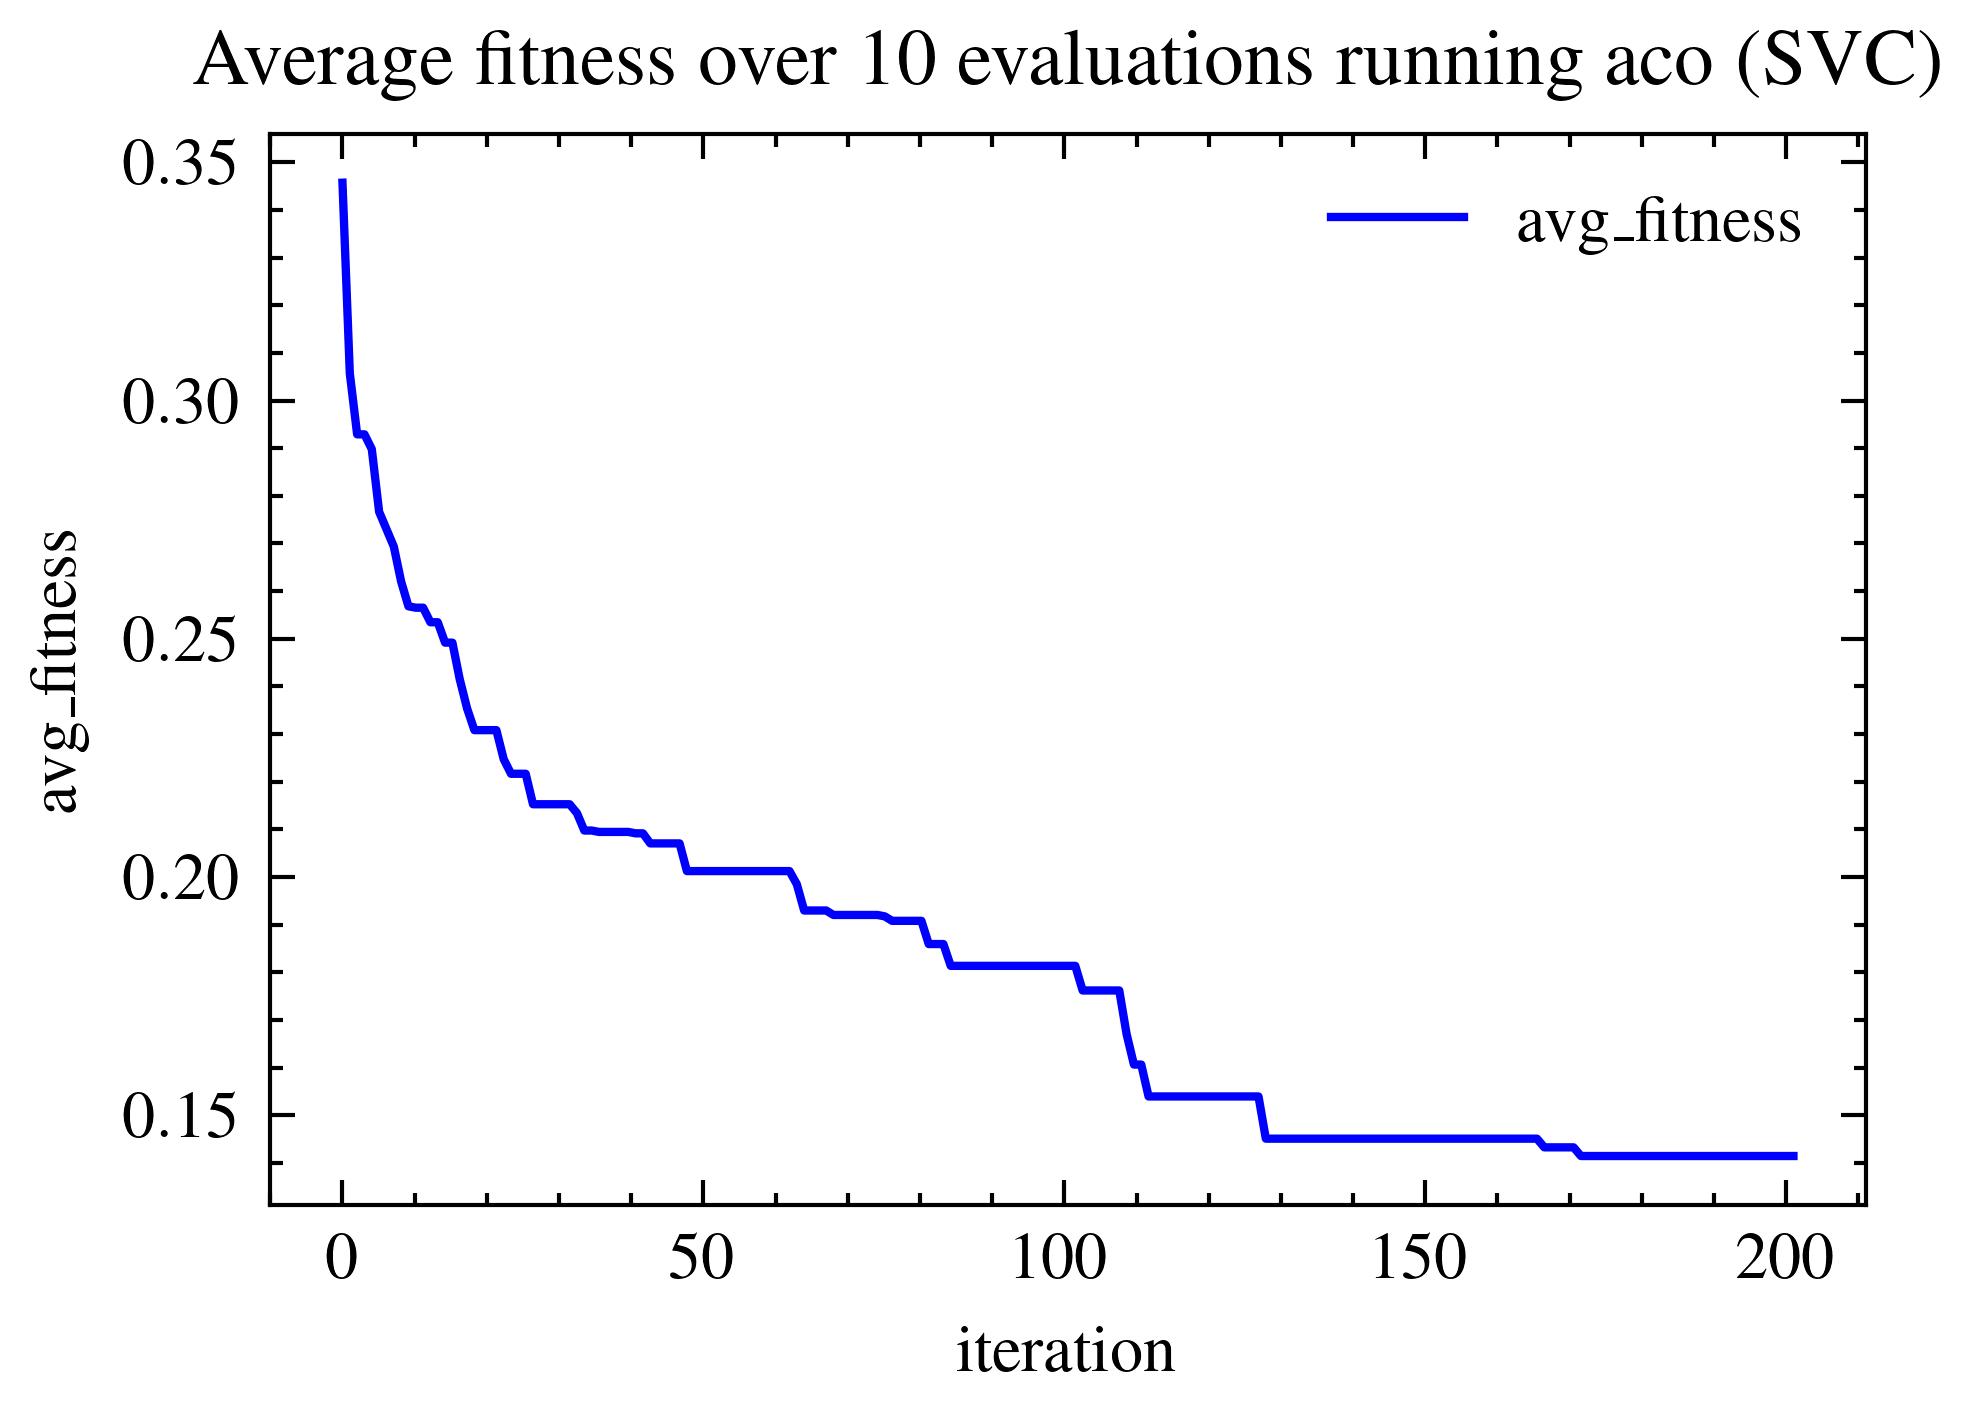 Average fitness over 10 evaluations running aco (SVC)
avg_fitness
0.35
0.30
0.25
0.20
0.15
avg_fitness
0 50 100 150 200
iteration